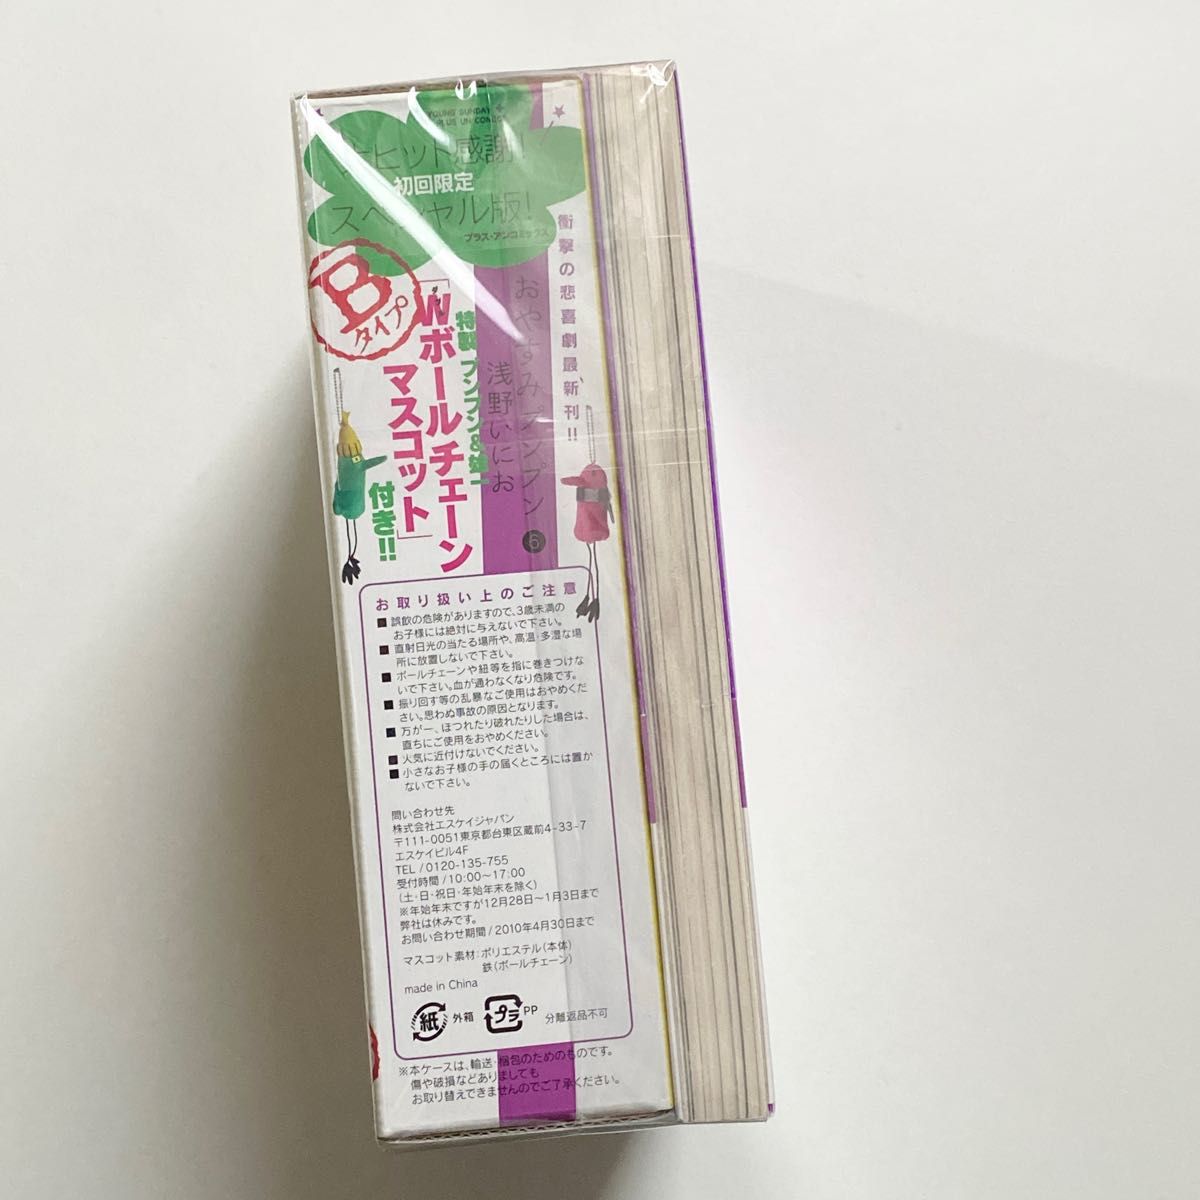 YOUNG SUNDAY +
PLUS UN COMICS
大ヒット感謝!
初回限定
スペシャル版!
プラス・アンコミックス
衝撃の悲喜劇、最新刊!!
おやすみプンプン 6
浅野いにお
Bタイプ
特製 プンプン&雄一
「Wボールチェーン
マスコット」
付き!!
お取り扱い上のご注意
■誤飲の危険がありますので、3歳未満の
お子様には絶対に与えないで下さい。
■直射日光の当たる場所や、高温・多湿な場
所に放置しないで下さい。
■ボールチェーンや紐等を指に巻きつけな
いで下さい。血が通わなくなり危険です。
■振り回す等の乱暴なご使用はおやめくだ
さい。思わぬ事故の原因となります。
■万が一、ほつれたり破れたりした場合は、
直ちにご使用をおやめください。
■火気に近付けないでください。
■小さなお子様の手の届くところには置か
ないで下さい。
問い合わせ先
株式会社エスケイジャパン
〒111-0051東京都台東区蔵前4-33-7
エスケイビル4F
TEL/0120-135-755
受付時間/10:00〜17:00
(土・日・祝日・年始年末を除く)
※年始年末ですが12月28日〜1月3日まで
弊社は休みです。
お問い合わせ期間/2010年4月30日まで
マスコット素材:ポリエステル(本体)
鉄(ボールチェーン)
made in China
紙 外箱 プラ PP 分離返品不可
※本ケースは、輸送・梱包のためのものです。
傷や破損などありましても
お取り替えできませんのでご了承ください。